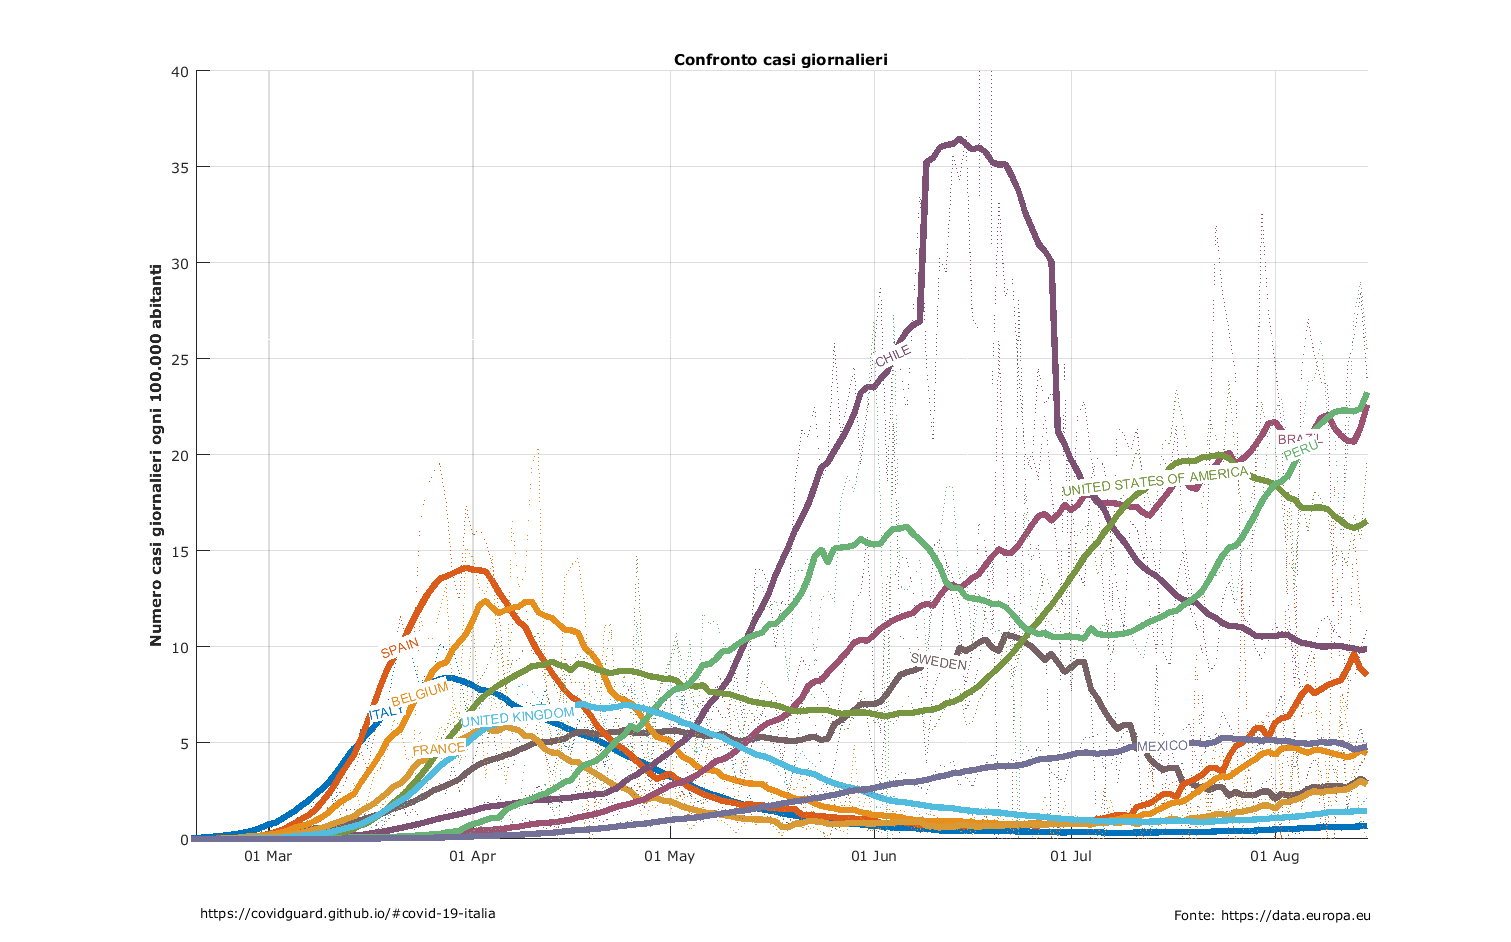 Confronto casi giornalieri
Numero casi giornalieri ogni 100.000 abitanti
40
35
30
25
20
15
10
5
0
CHILE
BRAZIL
PERU
UNITED STATES OF AMERICA
SPAIN
SWEDEN
BELGIUM
ITALY
UNITED KINGDOM
FRANCE
MEXICO
01 Mar
01 Apr
01 May
01 Jun
01 Jul
01 Aug
https://covidguard.github.io/#covid-19-italia
Fonte: https://data.europa.eu